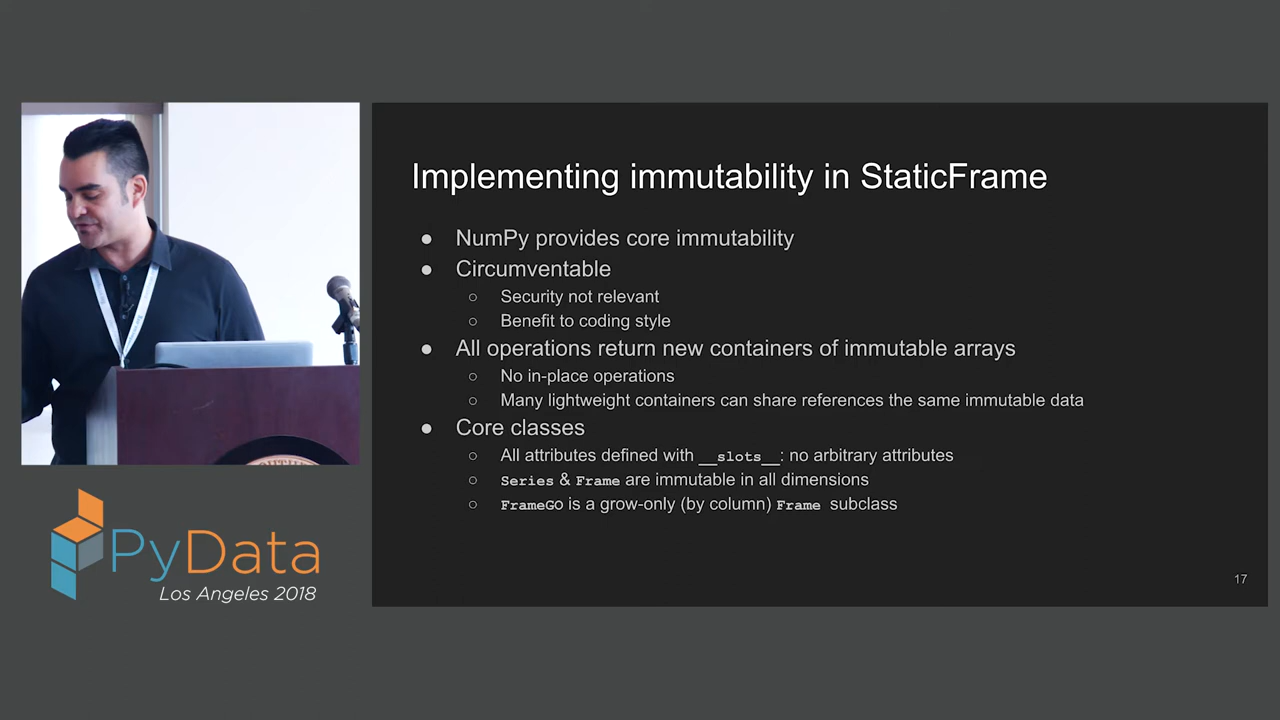 Implementing immutability in StaticFrame
● NumPy provides core immutability
● Circumventable
○ Security not relevant
○ Benefit to coding style
● All operations return new containers of immutable arrays
○ No in-place operations
○ Many lightweight containers can share references the same immutable data
● Core classes
○ All attributes defined with __slots__: no arbitrary attributes
○ Series & Frame are immutable in all dimensions
○ FrameGO is a grow-only (by column) Frame subclass
17
PyData
Los Angeles 2018